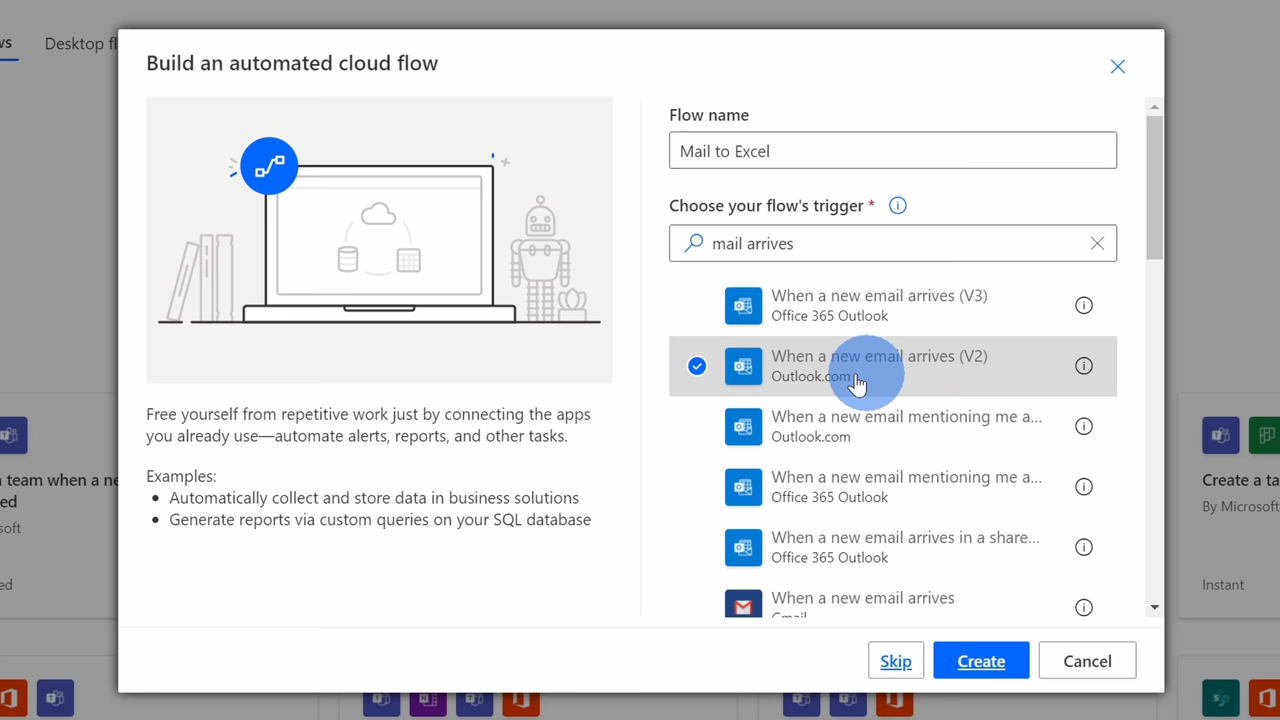 ws
Desktop fl
Build an automated cloud flow
Flow name
Mail to Excel
Choose your flow's trigger *
mail arrives
When a new email arrives (V3)
Office 365 Outlook
When a new email arrives (V2)
Outlook.com
When a new email mentioning me a...
Outlook.com
When a new email mentioning me a...
Office 365 Outlook
When a new email arrives in a share...
Office 365 Outlook
When a new email arrives
Gmail
Free yourself from repetitive work just by connecting the apps
you already use—automate alerts, reports, and other tasks.
Examples:
• Automatically collect and store data in business solutions
• Generate reports via custom queries on your SQL database
Skip
Create
Cancel
a team when a ne
ed
soft
ed
Create a ta
By Microsoft
Instant